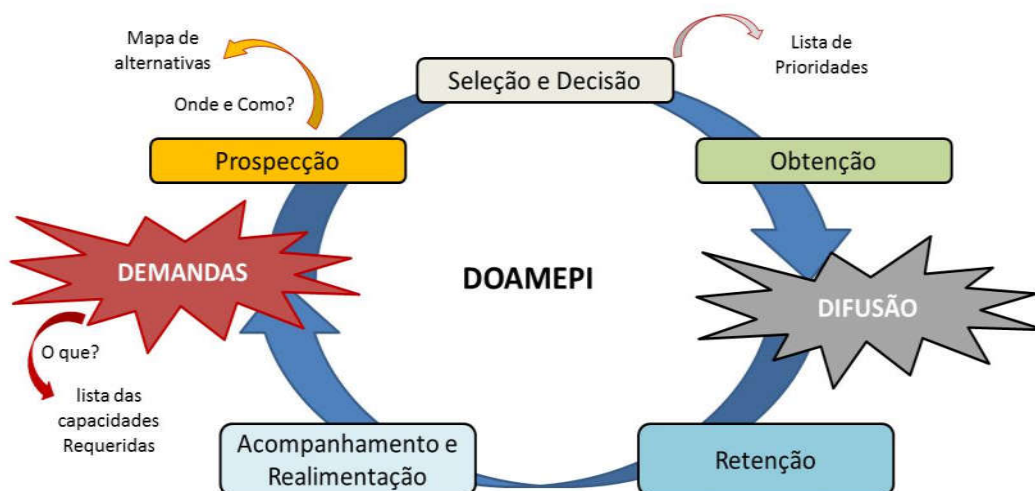 Mapa de
alternativas
Onde e Como?
Seleção e Decisão
Lista de
Prioridades
Prospecção
Obtenção
DEMANDAS
DOAMEPI
DIFUSÃO
O que?
lista das
capacidades
Requeridas
Acompanhamento e
Realimentação
Retenção